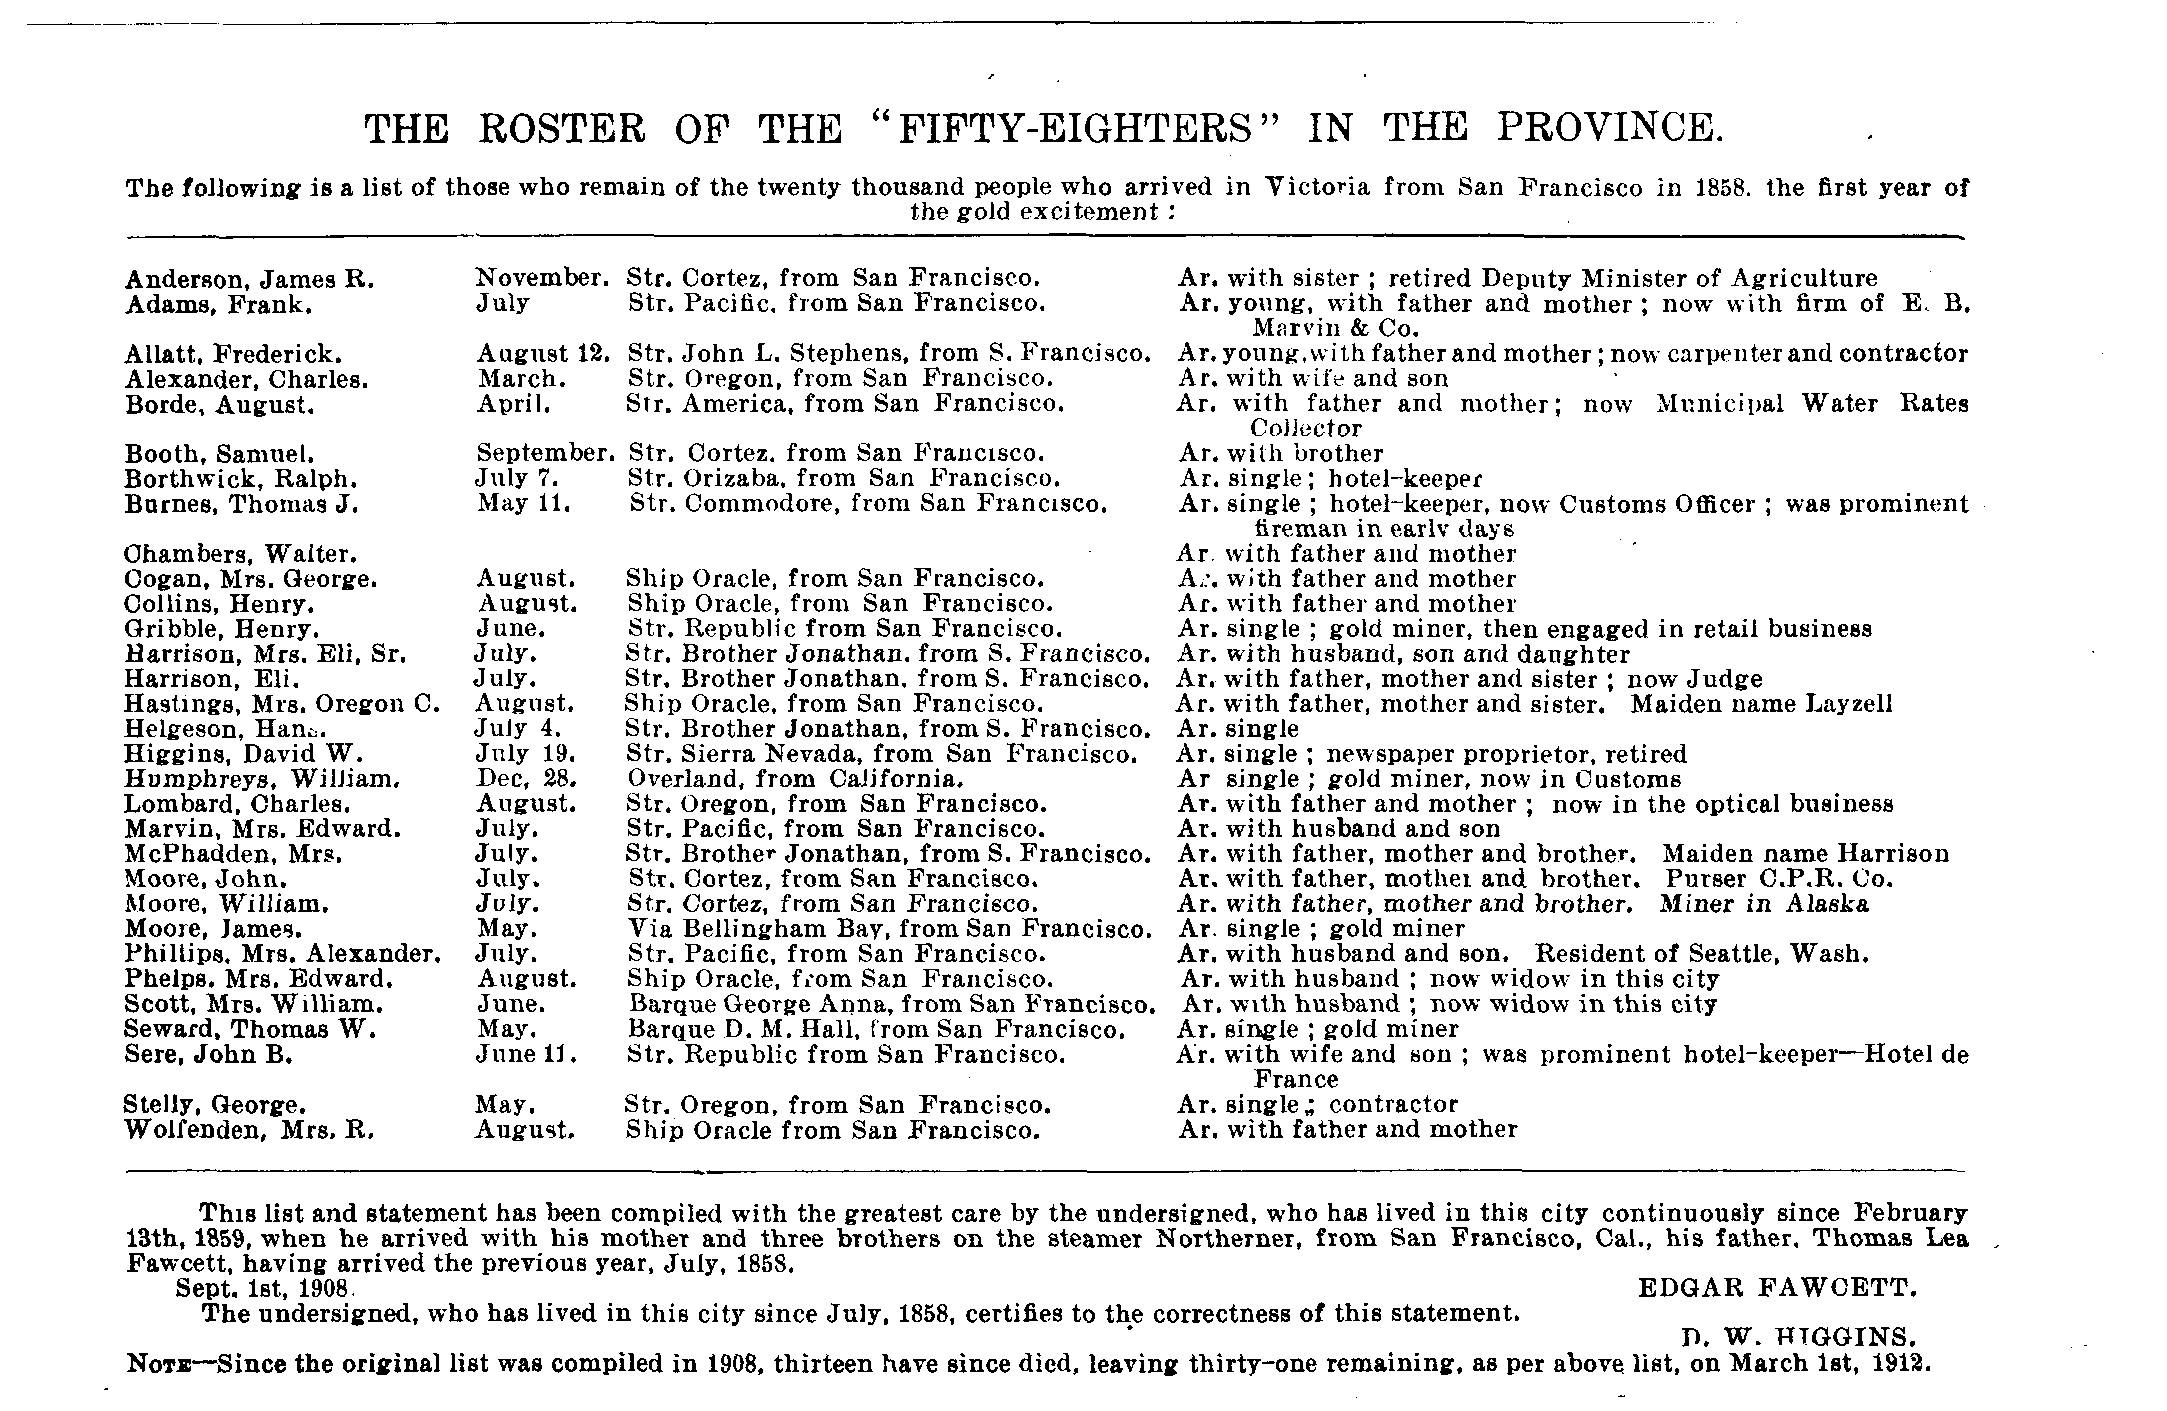 THE ROSTER OF THE "FIFTY-EIGHTERS" IN THE PROVINCE.
The following is a list of those who remain of the twenty thousand people who arrived in Victoria from San Francisco in 1858. the first year of
the gold excitement :
Anderson, James R. November. Str. Cortez, from San Francisco. Ar. with sister ; retired Deputy Minister of Agriculture
Adams, Frank. July Str. Pacific, from San Francisco. Ar. young, with father and mother ; now with firm of E. B.
Marvin & Co.
Allatt, Frederick. August 12. Str. John L. Stephens, from S. Francisco. Ar. young, with father and mother ; now carpenter and contractor
Alexander, Charles. March. Str. Oregon, from San Francisco. Ar. with wife and son
Borde, August. April. Str. America, from San Francisco. Ar. with father and mother; now Municipal Water Rates
Collector
Booth, Samuel. September. Str. Cortez. from San Francisco. Ar. with brother
Borthwick, Ralph. July 7. Str. Orizaba, from San Francisco. Ar. single; hotel-keeper
Burnes, Thomas J. May 11. Str. Commodore, from San Francisco. Ar. single ; hotel-keeper, now Customs Officer ; was prominent
fireman in early days
Chambers, Walter. Ar. with father and mother
Cogan, Mrs. George. August. Ship Oracle, from San Francisco. Ar. with father and mother
Collins, Henry. August. Ship Oracle, from San Francisco. Ar. with father and mother
Gribble, Henry. June. Str. Republic from San Francisco. Ar. single ; gold miner, then engaged in retail business
Harrison, Mrs. Eli, Sr. July. Str. Brother Jonathan. from S. Francisco. Ar. with husband, son and daughter
Harrison, Eli. July. Str. Brother Jonathan. from S. Francisco. Ar. with father, mother and sister ; now Judge
Hastings, Mrs. Oregon C. August. Ship Oracle, from San Francisco. Ar. with father, mother and sister. Maiden name Layzell
Helgeson, Hans. July 4. Str. Brother Jonathan, from S. Francisco. Ar. single
Higgins, David W. July 19. Str. Sierra Nevada, from San Francisco. Ar. single ; newspaper proprietor, retired
Humphreys, William. Dec, 28. Overland, from California. Ar single ; gold miner, now in Customs
Lombard, Charles. August. Str. Oregon, from San Francisco. Ar. with father and mother ; now in the optical business
Marvin, Mrs. Edward. July. Str. Pacific, from San Francisco. Ar. with husband and son
McPhadden, Mrs. July. Str. Brother Jonathan, from S. Francisco. Ar. with father, mother and brother. Maiden name Harrison
Moore, John. July. Str. Cortez, from San Francisco. Ar. with father, mother and brother. Purser C.P.R. Co.
Moore, William. July. Str. Cortez, from San Francisco. Ar. with father, mother and brother. Miner in Alaska
Moore, James. May. Via Bellingham Bay, from San Francisco. Ar. single ; gold miner
Phillips, Mrs. Alexander. July. Str. Pacific, from San Francisco. Ar. with husband and son. Resident of Seattle, Wash.
Phelps, Mrs. Edward. August. Ship Oracle, from San Francisco. Ar. with husband ; now widow in this city
Scott, Mrs. William. June. Barque George Anna, from San Francisco. Ar. with husband ; now widow in this city
Seward, Thomas W. May. Barque D. M. Hall, from San Francisco. Ar. single ; gold miner
Sere, John B. June 11. Str. Republic from San Francisco. Ar. with wife and son ; was prominent hotel-keeper—Hotel de
France
Stelly, George. May. Str. Oregon, from San Francisco. Ar. single ; contractor
Wolfenden, Mrs. R. August. Ship Oracle from San Francisco. Ar. with father and mother
This list and statement has been compiled with the greatest care by the undersigned, who has lived in this city continuously since February
13th, 1859, when he arrived with his mother and three brothers on the steamer Northerner, from San Francisco, Cal., his father, Thomas Lea
Fawcett, having arrived the previous year, July, 1858.
Sept. 1st, 1908. EDGAR FAWCETT.
The undersigned, who has lived in this city since July, 1858, certifies to the correctness of this statement.
D. W. HIGGINS.
NOTE—Since the original list was compiled in 1908, thirteen have since died, leaving thirty-one remaining, as per above list, on March 1st, 1912.